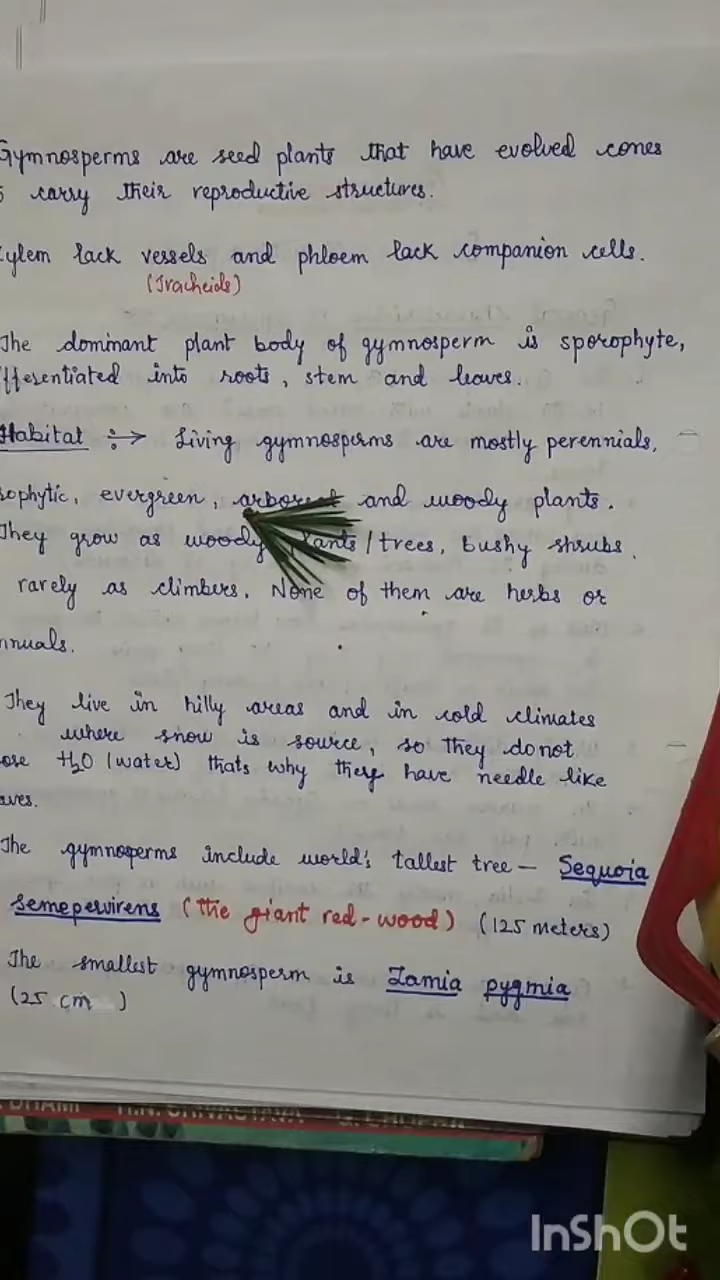 Gymnosperms are seed plants that have evolved cones
carry their reproductive structures.
xylem lack vessels and phloem lack companion cells.
(Tracheids)
The dominant plant body of gymnosperm is sporophyte,
fferentiated into roots, stem and leaves.
Habitat ÷> Living gymnosperms are mostly perennials,
ophytic, evergreen, and woody plants.
They grow as woody plants/trees, bushy shrubs.
rarely as climbers. None of them are herbs or
nnuals.
They live in hilly areas and in cold climates
where snow is source, so they donot
ose H2O (water) thats why they have needle like
aves.
The gymnosperms include world's tallest tree - Sequoia
semepervirens (the giant red-wood) (125 meters)
The smallest gymnosperm is Zamia pygmia
(25 cm )
InShOt